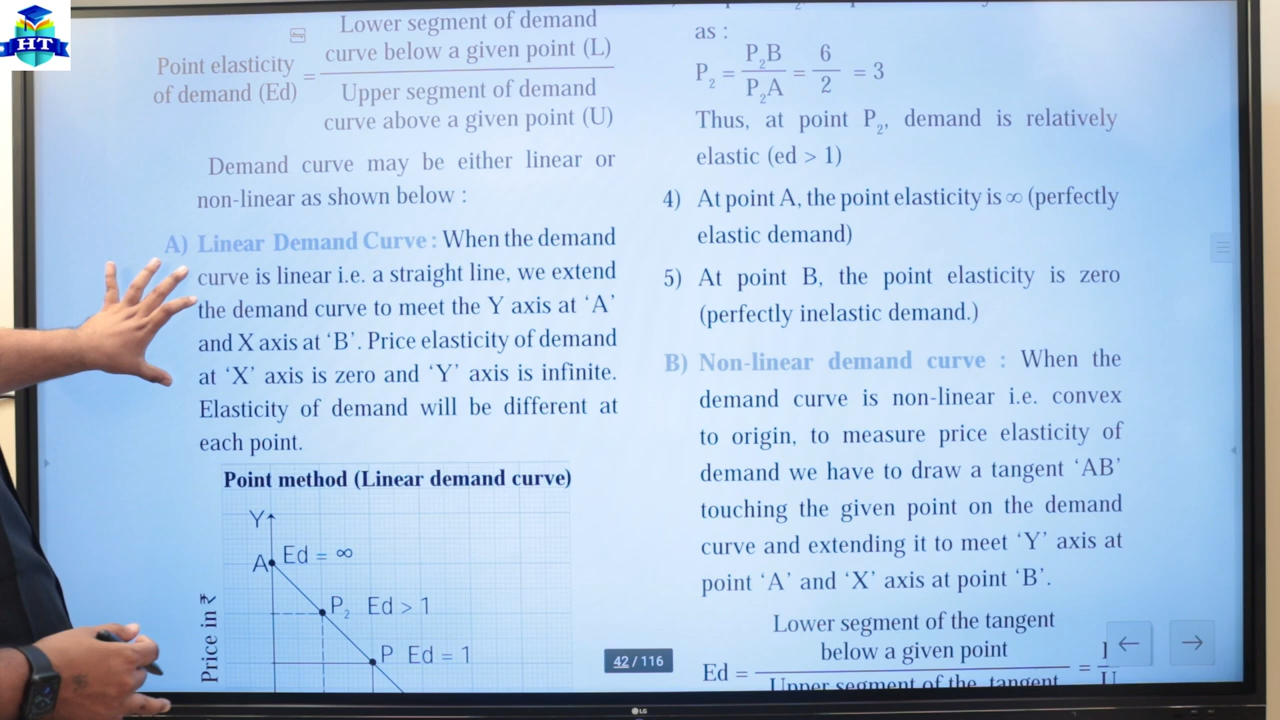 HT
Point elasticity
of demand (Ed)
=
Lower segment of demand
curve below a given point (L)
Upper segment of demand
curve above a given point (U)
Demand curve may be either linear or
non-linear as shown below :
A) Linear Demand Curve : When the demand
curve is linear i.e. a straight line, we extend
the demand curve to meet the Y axis at ‘A’
and X axis at ‘B’. Price elasticity of demand
at ‘X’ axis is zero and ‘Y’ axis is infinite.
Elasticity of demand will be different at
each point.
Point method (Linear demand curve)
Y
A Ed = ∞
P₂ Ed > 1
P Ed = 1
Price in ₹
as :
P₂ = P₂B / P₂A = 6 / 2 = 3
Thus, at point P₂, demand is relatively
elastic (ed > 1)
4) At point A, the point elasticity is ∞ (perfectly
elastic demand)
5) At point B, the point elasticity is zero
(perfectly inelastic demand.)
B) Non-linear demand curve : When the
demand curve is non-linear i.e. convex
to origin, to measure price elasticity of
demand we have to draw a tangent ‘AB’
touching the given point on the demand
curve and extending it to meet ‘Y’ axis at
point ‘A’ and ‘X’ axis at point ‘B’.
Lower segment of the tangent
below a given point
Ed =
Upper segment of the tangent
=
U
42 / 116
← →
LG